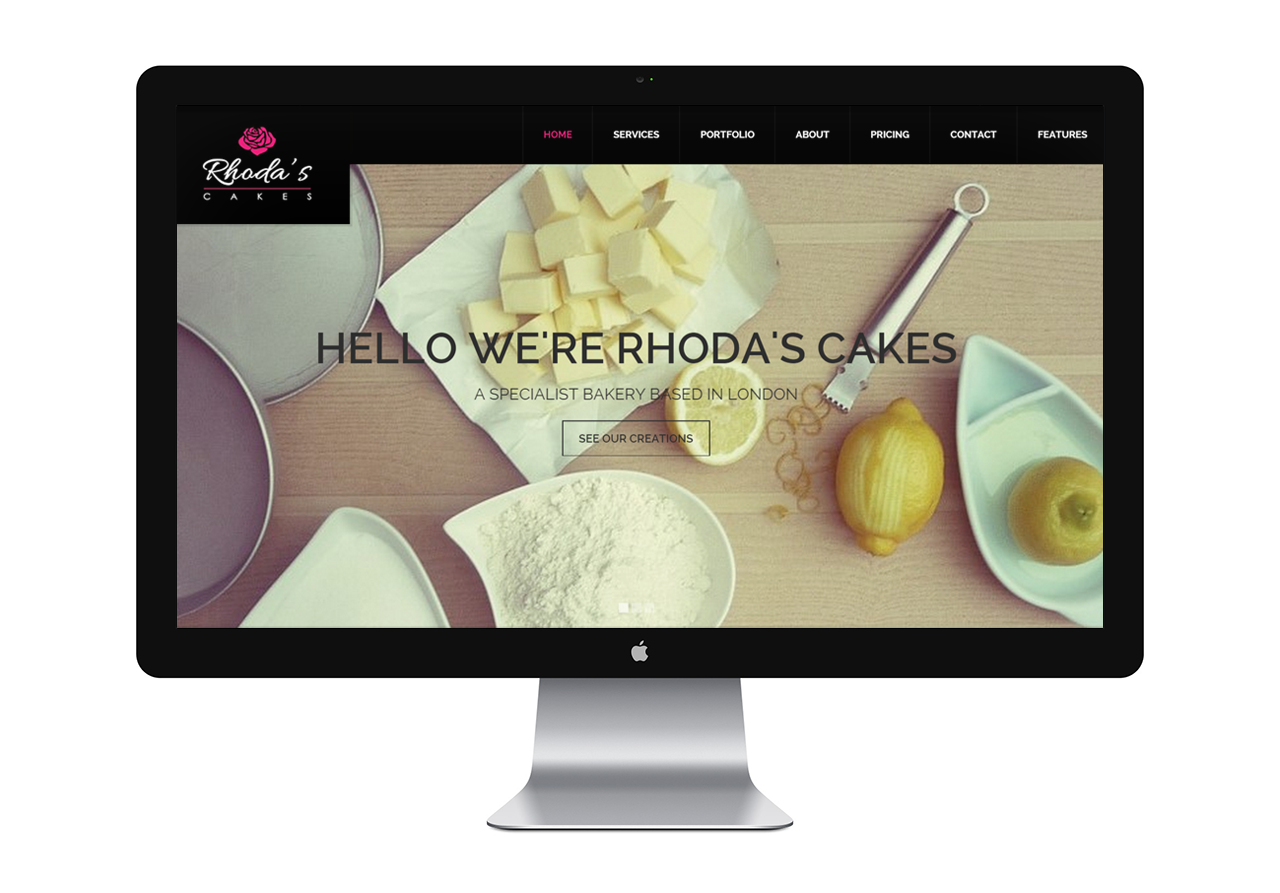 Rhoda's
CAKES
HOME SERVICES PORTFOLIO ABOUT PRICING CONTACT FEATURES
HELLO WE'RE RHODA'S CAKES
A SPECIALIST BAKERY BASED IN LONDON
SEE OUR CREATIONS